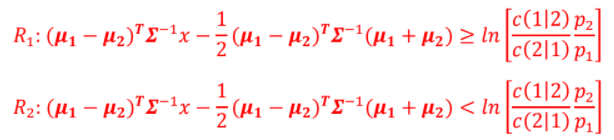 R₁: (μ₁ − μ₂)ᵀΣ⁻¹x − 1/2 (μ₁ − μ₂)ᵀΣ⁻¹(μ₁ + μ₂) ≥ ln [c(1|2)/c(2|1) p₂/p₁]
R₂: (μ₁ − μ₂)ᵀΣ⁻¹x − 1/2 (μ₁ − μ₂)ᵀΣ⁻¹(μ₁ + μ₂) < ln [c(1|2)/c(2|1) p₂/p₁]